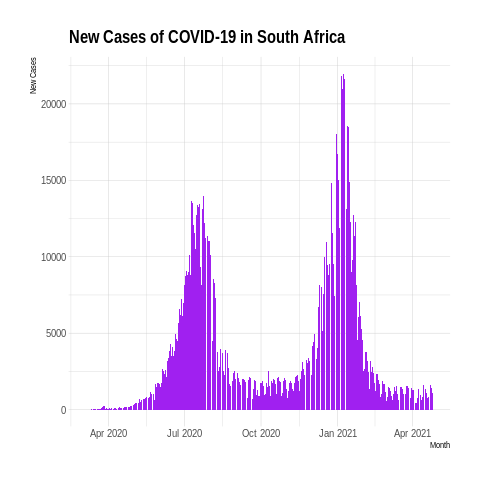 New Cases of COVID-19 in South Africa
New Cases
20000
15000
10000
5000
0
Apr 2020 Jul 2020 Oct 2020 Jan 2021 Apr 2021
Month